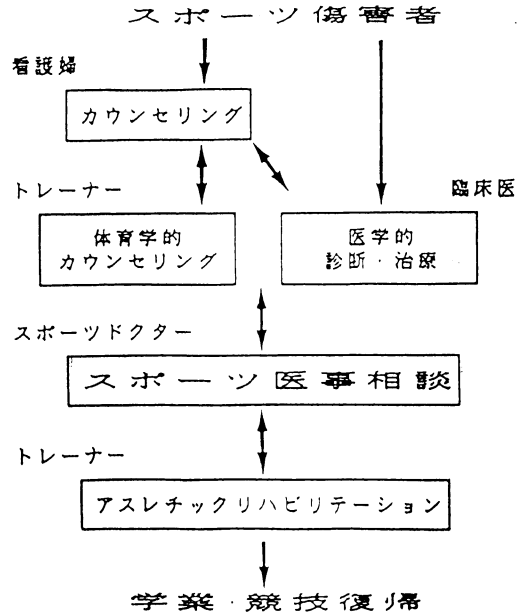 スポーツ傷害者
看護婦
カウンセリング
トレーナー
臨床医
体育学的
カウンセリング
医学的
診断・治療
スポーツドクター
スポーツ医事相談
トレーナー
アスレチックリハビリテーション
学業・競技復帰